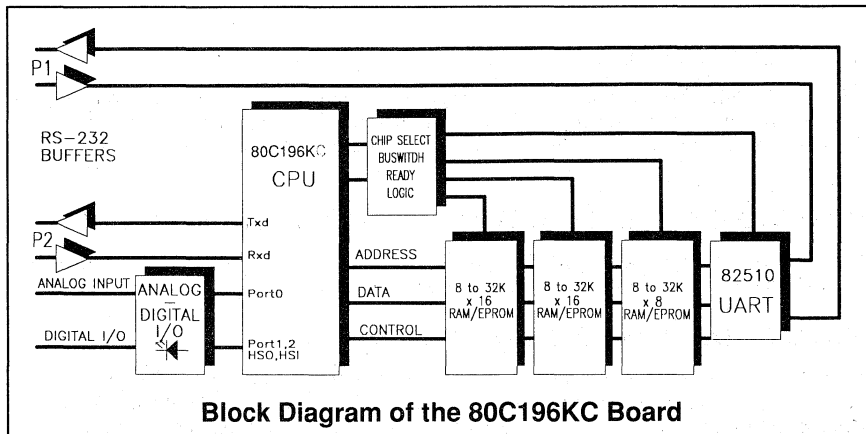 P1
RS-232
BUFFERS
P2
ANALOG INPUT
DIGITAL I/O
ANALOG
DIGITAL
I/O
80C196KC
CPU
Txd
Rxd
Port0
Port1,2
HSO,HSI
CHIP SELECT
BUSWITDH
READY
LOGIC
ADDRESS
DATA
CONTROL
8 to 32K
x 16
RAM/EPROM
8 to 32K
x 16
RAM/EPROM
8 to 32K
x 8
RAM/EPROM
82510
UART
Block Diagram of the 80C196KC Board